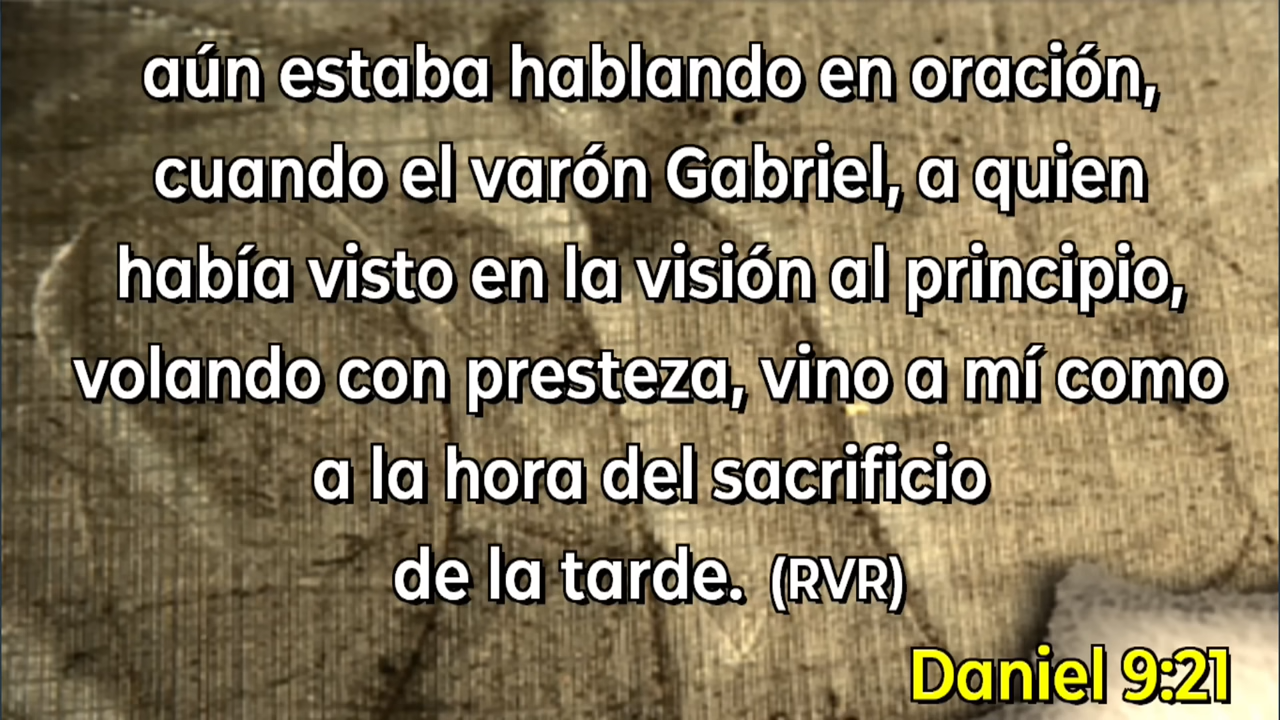 aún estaba hablando en oración,
cuando el varón Gabriel, a quien
había visto en la visión al principio,
volando con presteza, vino a mí como
a la hora del sacrificio
de la tarde. (RVR)
Daniel 9:21